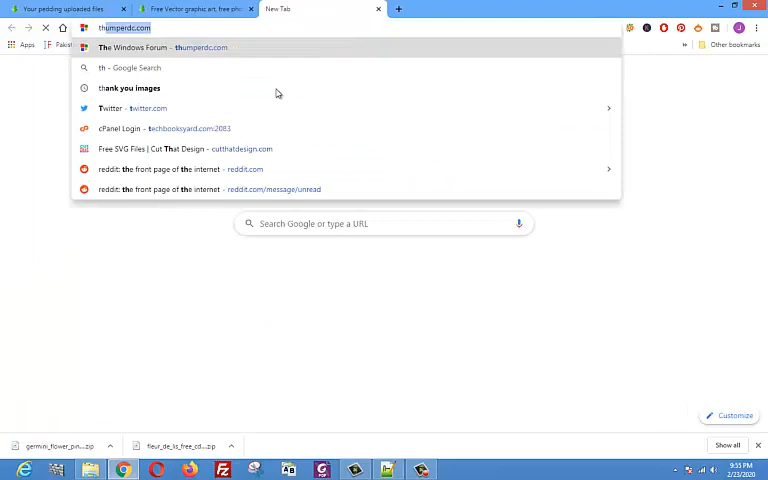 Your pedding uploaded files
Free Vector graphic art, free pho
New Tab
thumperdc.com
The Windows Forum - thumperdc.com
th - Google Search
thank you images
Twitter - twitter.com
cPanel Login - techbooksyard.com:2083
Free SVG Files | Cut That Design - cutthatdesign.com
reddit: the front page of the internet - reddit.com
reddit: the front page of the internet - reddit.com/message/unread
Apps
Pakist
Other bookmarks
Search Google or type a URL
Customize
germini_flower_pin....zip
fleur_de_lis_free_cd....zip
Show all
9:55 PM
2/23/2020